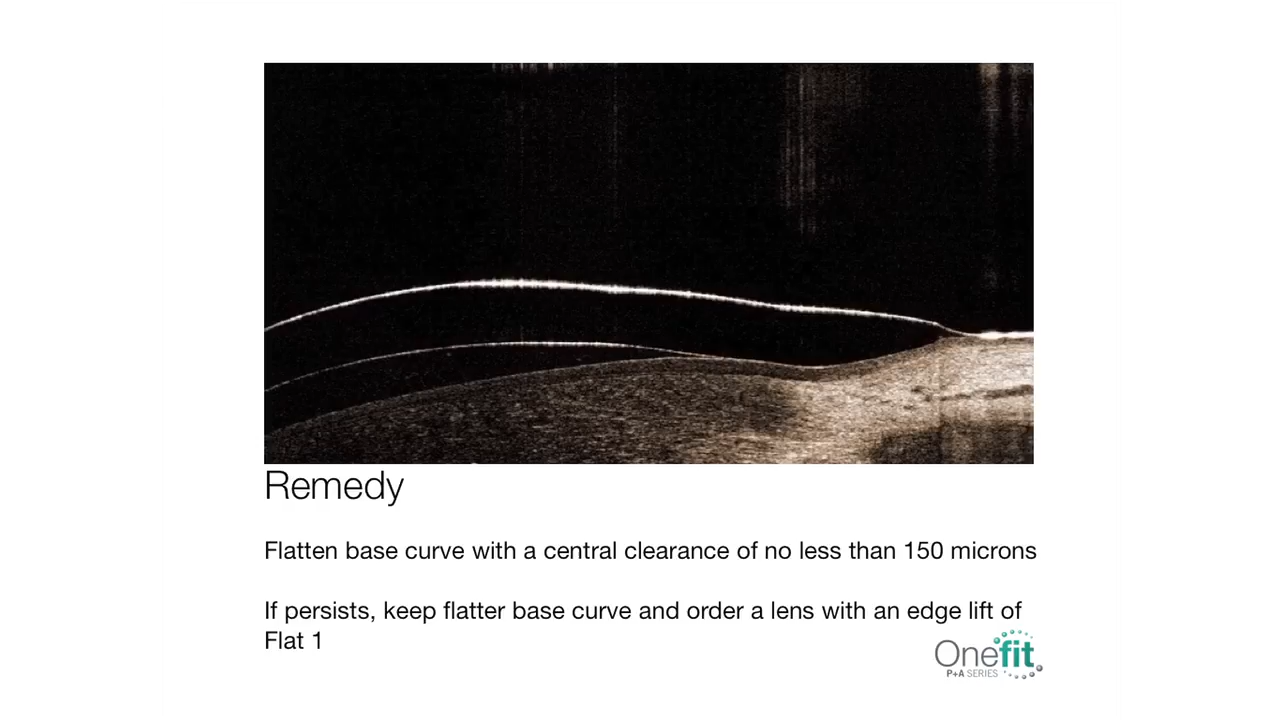 Remedy
Flatten base curve with a central clearance of no less than 150 microns
If persists, keep flatter base curve and order a lens with an edge lift of
Flat 1
Onefit
P+A SERIES